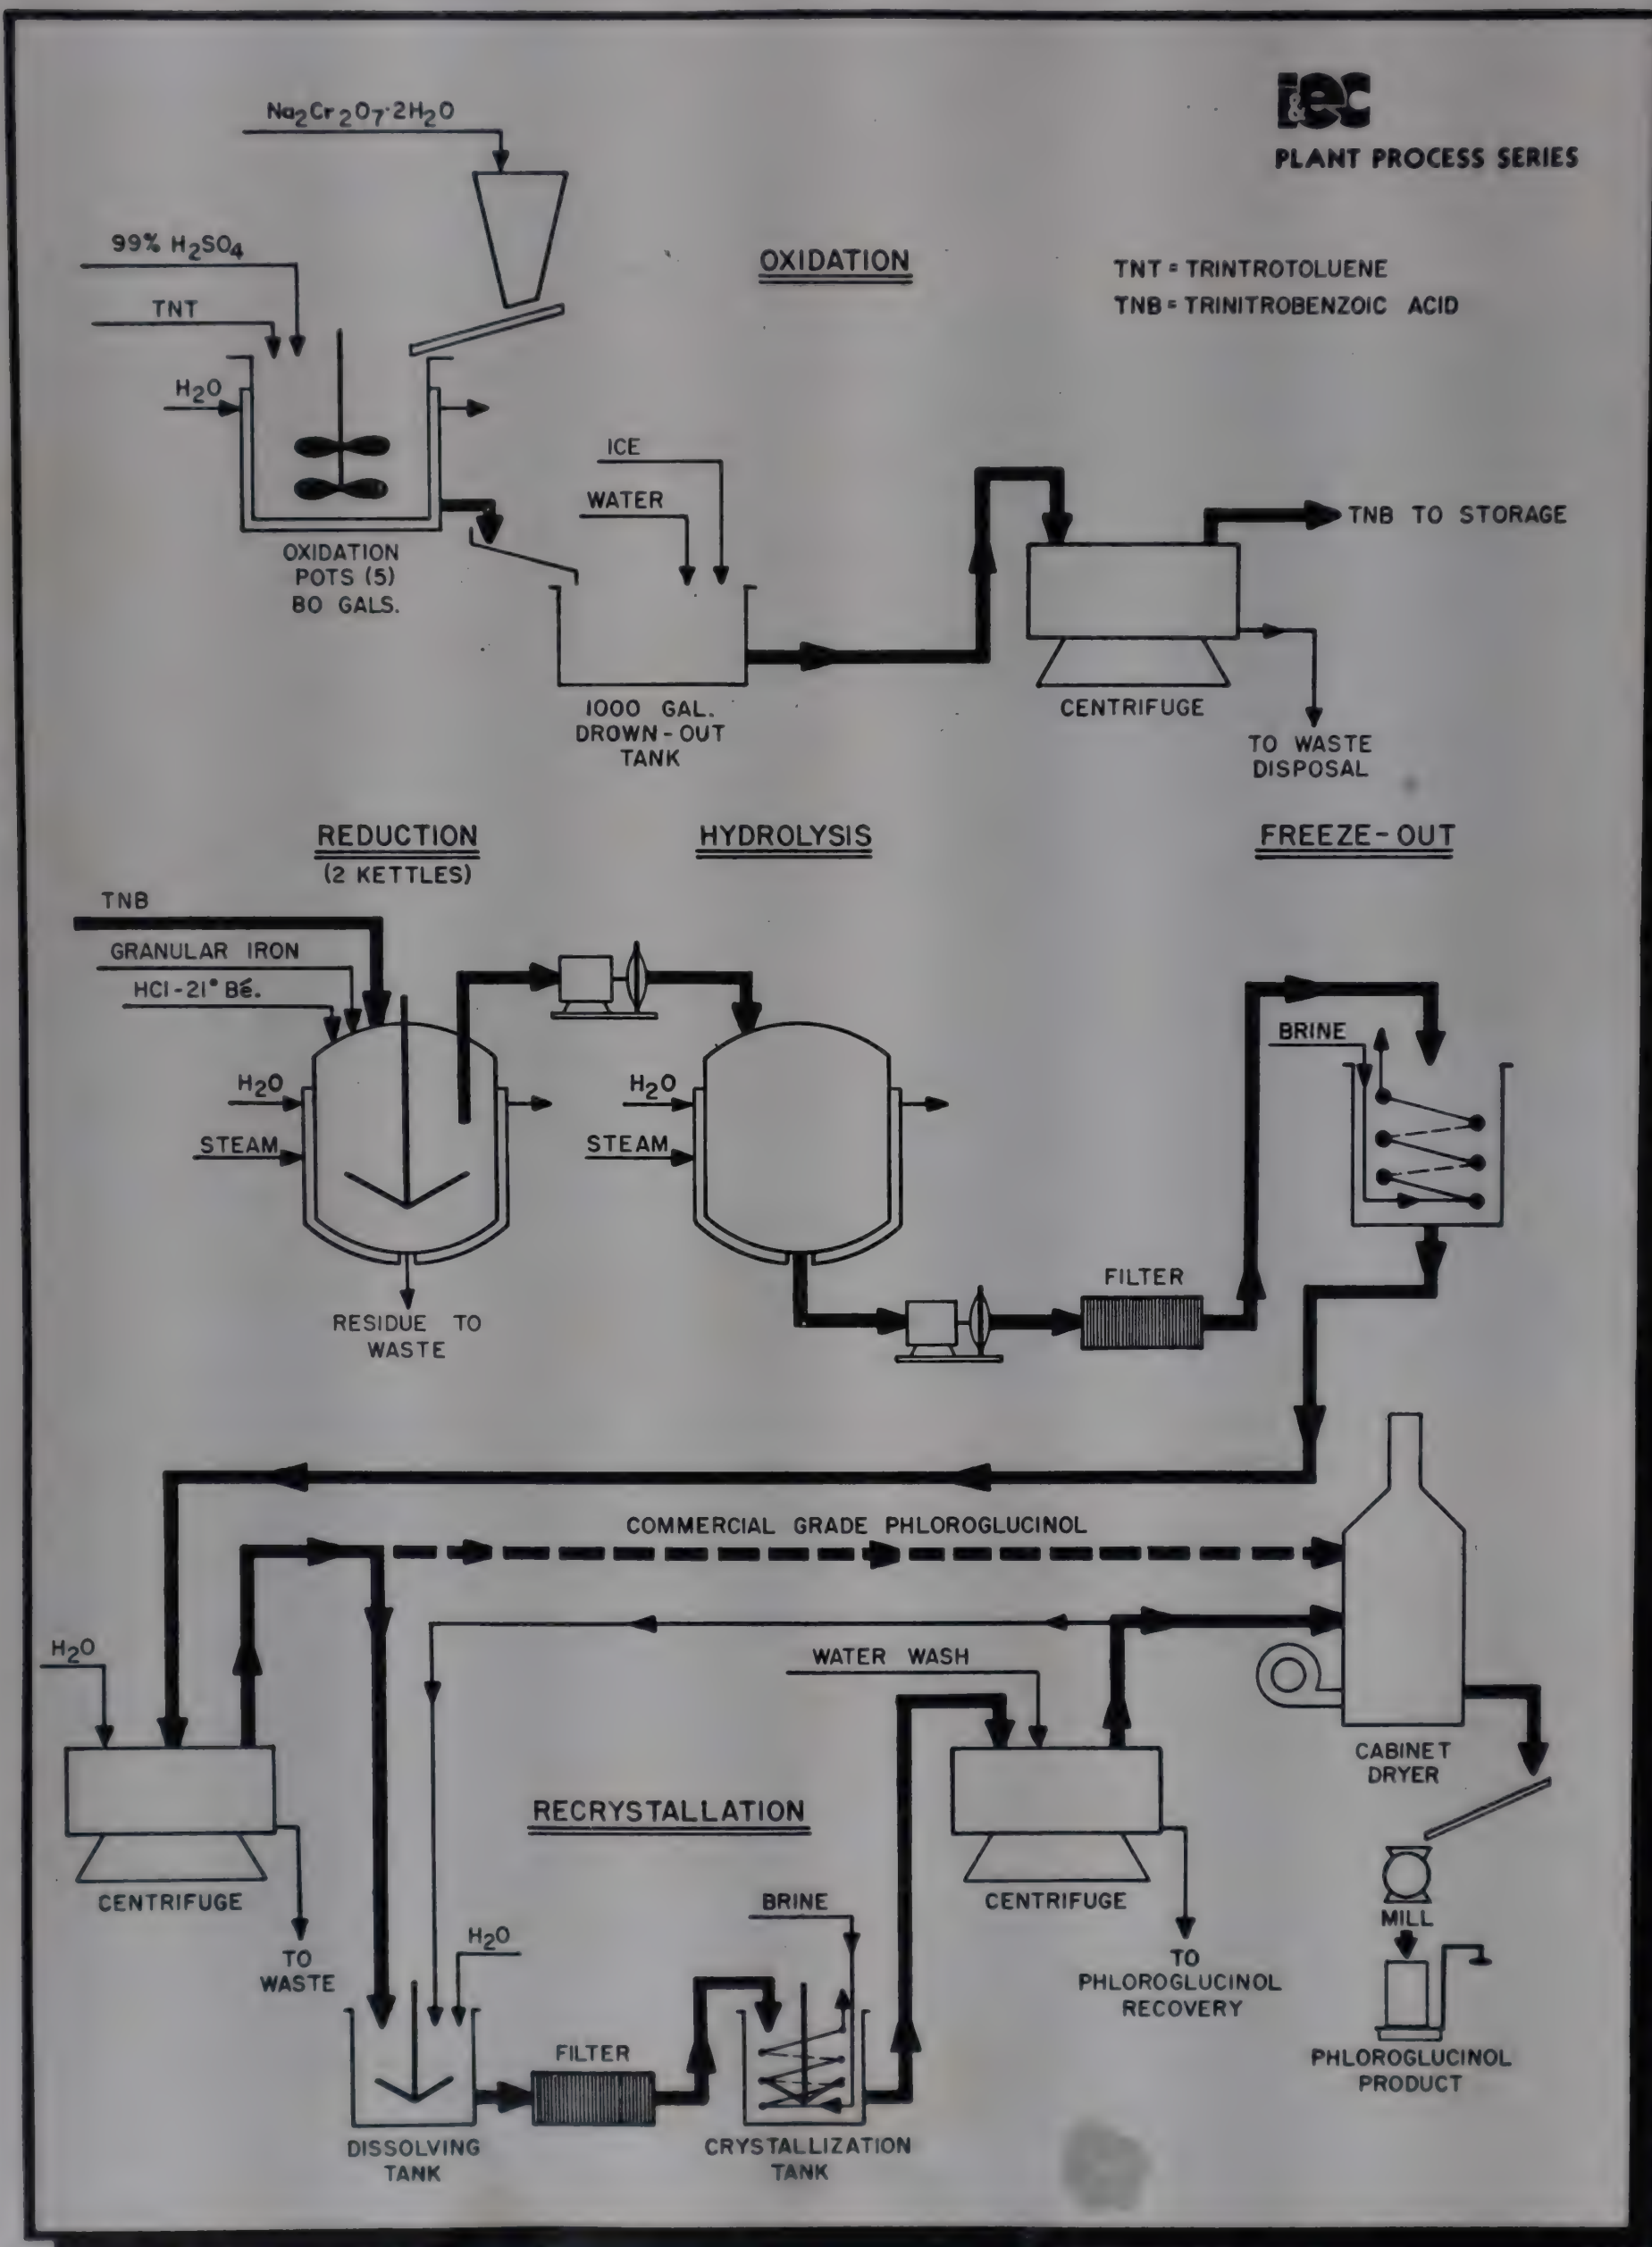 i&ec
PLANT PROCESS SERIES
Na2Cr2O7·2H2O
99% H2SO4
TNT
H2O
OXIDATION
TNT = TRINTROTOLUENE
TNB = TRINITROBENZOIC ACID
ICE
WATER
OXIDATION
POTS (5)
80 GALS.
TNB TO STORAGE
1000 GAL.
DROWN-OUT
TANK
CENTRIFUGE
TO WASTE
DISPOSAL
REDUCTION
(2 KETTLES)
HYDROLYSIS
FREEZE-OUT
TNB
GRANULAR IRON
HCl-21° Bé.
H2O
STEAM
H2O
STEAM
BRINE
RESIDUE TO
WASTE
FILTER
COMMERCIAL GRADE PHLOROGLUCINOL
H2O
WATER WASH
CABINET
DRYER
RECRYSTALLATION
CENTRIFUGE
TO
WASTE
H2O
BRINE
CENTRIFUGE
TO
PHLOROGLUCINOL
RECOVERY
MILL
FILTER
PHLOROGLUCINOL
PRODUCT
DISSOLVING
TANK
CRYSTALLIZATION
TANK